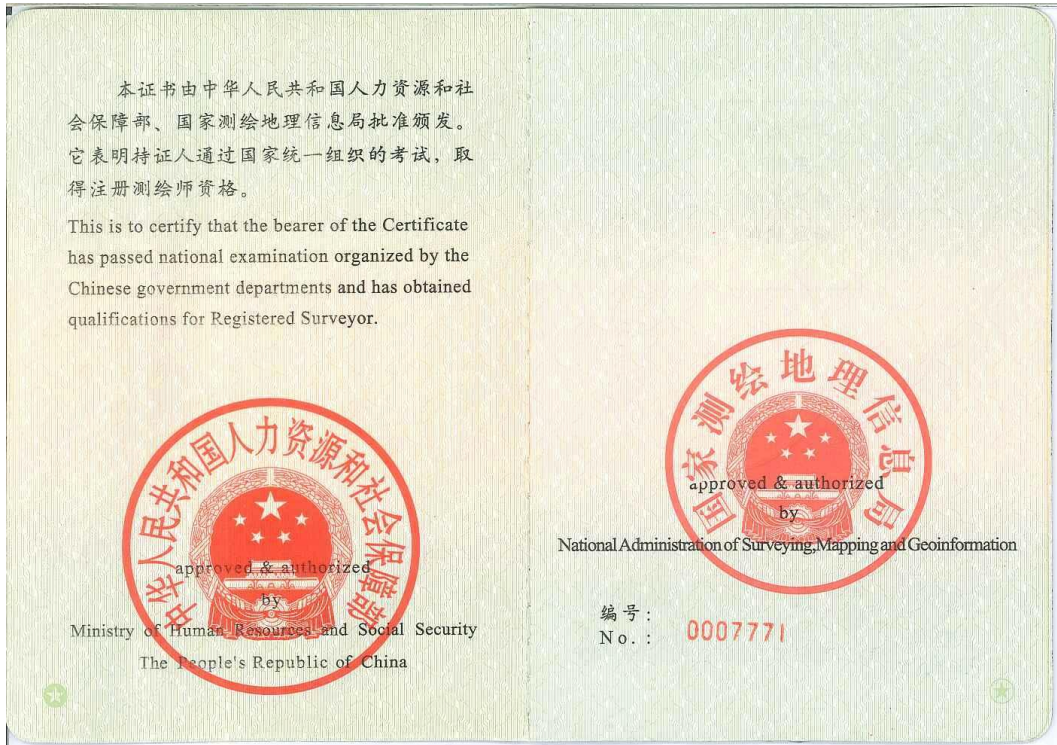 本证书由中华人民共和国人力资源和社
会保障部、国家测绘地理信息局批准颁发。
它表明持证人通过国家统一组织的考试，取
得注册测绘师资格。
This is to certify that the bearer of the Certificate
has passed national examination organized by the
Chinese government departments and has obtained
qualifications for Registered Surveyor.
中华人民共和国人力资源和社会保障部
approved & authorized
by
Ministry of Human Resources and Social Security
The People's Republic of China
国家测绘地理信息局
approved & authorized
by
National Administration of Surveying,Mapping and Geoinformation
编号：
No.: 0007771